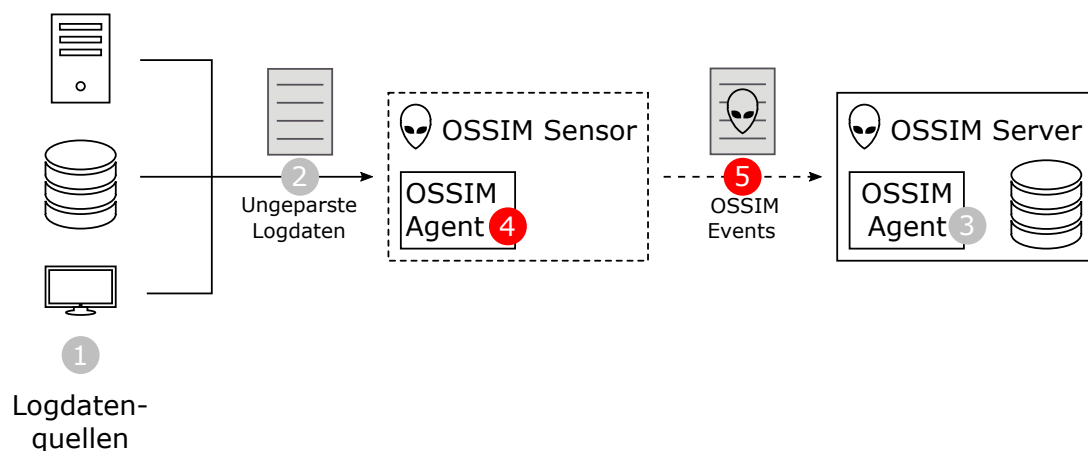 2
Ungeparste
Logdaten
OSSIM Sensor
OSSIM
Agent 4
5
OSSIM
Events
OSSIM Server
OSSIM
Agent 3
1
Logdaten-
quellen